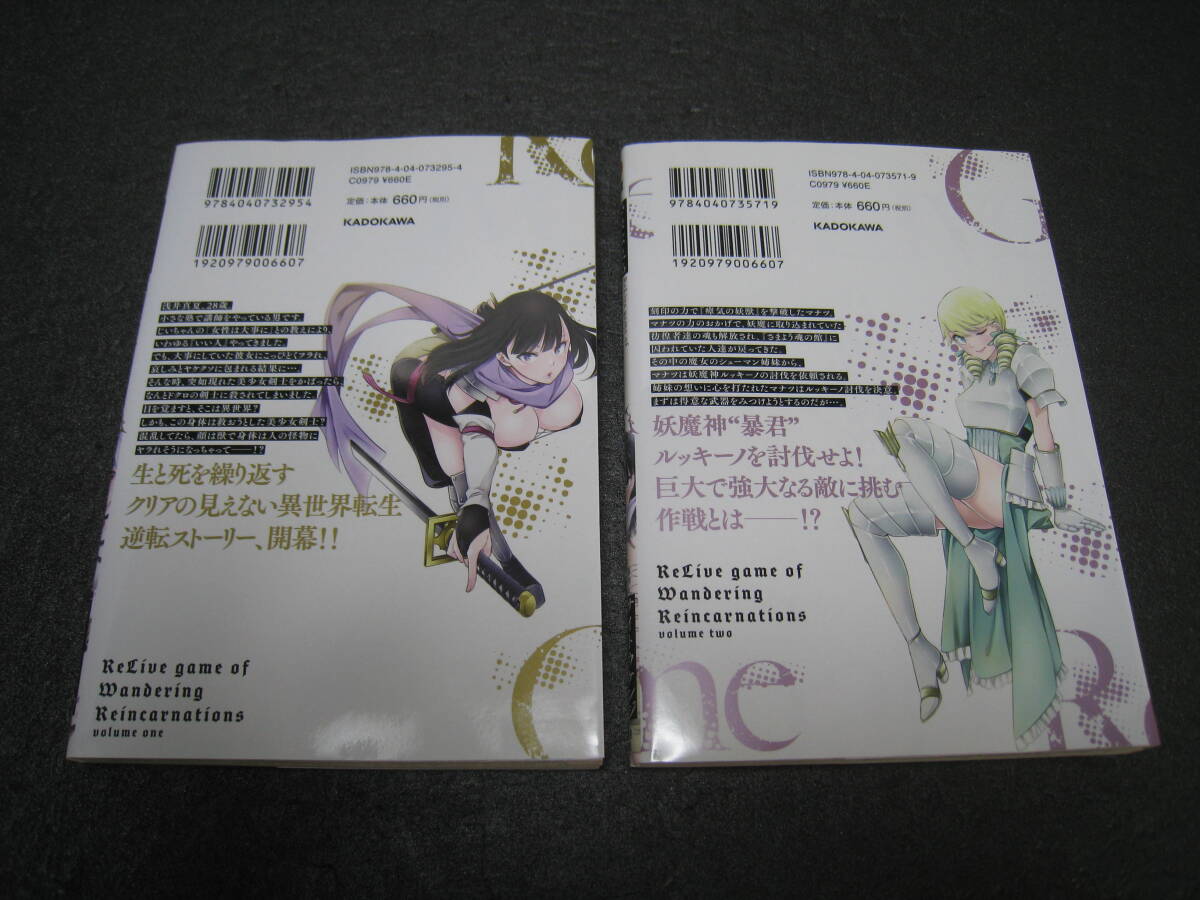 ISBN978-4-04-073295-4
C0979 ¥660E
9784040732954
定価：本体 660円（税別）
KADOKAWA
1920979006607
浅井真夏、28歳。
小さな塾で講師をやっている男です
じいちゃんの「女性は大事に」との教えにより、
いわゆる「いい人」やってきました。
でも、大事にしていた彼女にこっぴどくフラれ、
哀しみとヤケクソに包まれる結果に…
そんな時、突如現れた美少女剣士をかばったら、
なんとドクロの剣士に殺されてしまいました。
目を覚ますと、そこは異世界？
しかも、この身体は救おうとした美少女剣士？
混乱してたら、顔は獣で身体は人の怪物に
ヤラれそうになっちゃって――!?
生と死を繰り返す
クリアの見えない異世界転生
逆転ストーリー、開幕!!
ReLive game of
Wandering
Reincarnations
volume one
ISBN978-4-04-073571-9
C0979 ¥660E
9784040735719
定価：本体 660円（税別）
KADOKAWA
1920979006607
刻印の力で「瘴気の妖獣」を撃破したマナツ。
マナツの力のおかげで、妖魔に取り込まれていた
彷徨者達の魂も解放され、「さまよう魂の館」に
囚われていた人達が戻ってきた。
その中の魔女のシューマン姉妹から、
マナツは妖魔神ルッキーノの討伐を依頼される。
姉妹の想いに心を打たれたマナツはルッキーノ討伐を決意。
まずは得意な武器をみつけようとするのだが…。
妖魔神“暴君”
ルッキーノを討伐せよ！
巨大で強大なる敵に挑む
作戦とは――!?
ReLive game of
Wandering
Reincarnations
volume two
Re
G
G
me
Re